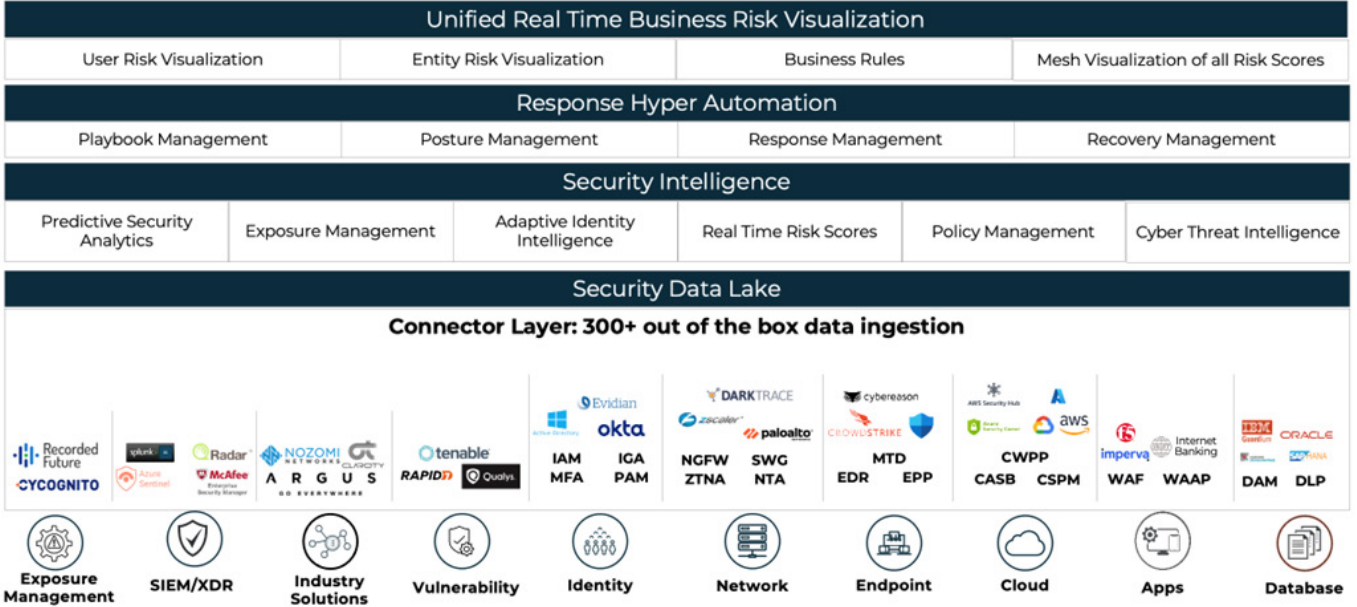 Unified Real Time Business Risk Visualization
User Risk Visualization
Entity Risk Visualization
Business Rules
Mesh Visualization of all Risk Scores
Response Hyper Automation
Playbook Management
Posture Management
Response Management
Recovery Management
Security Intelligence
Predictive Security
Analytics
Exposure Management
Adaptive Identity
Intelligence
Real Time Risk Scores
Policy Management
Cyber Threat Intelligence
Security Data Lake
Connector Layer: 300+ out of the box data ingestion
Recorded
Future
CYCOGNITO
splunk>
Azure
Sentinel
QRadar
McAfee
Enterprise
Security Manager
NOZOMI
NETWORKS
CLAROTY
ARGUS
GO EVERYWHERE
tenable
RAPID7
Qualys.
Evidian
Active Directory
okta
IAM IGA
MFA PAM
DARKTRACE
zscaler
paloalto
NGFW SWG
ZTNA NTA
cybereason
CROWDSTRIKE
MTD
EDR EPP
AWS Security Hub
Azure
Security Center
aws
CWPP
CASB CSPM
f5
imperva
Internet
Banking
WAF WAAP
IBM
Guardium
ORACLE
SAP HANA
DAM DLP
Exposure
Management
SIEM/XDR
Industry
Solutions
Vulnerability
Identity
Network
Endpoint
Cloud
Apps
Database